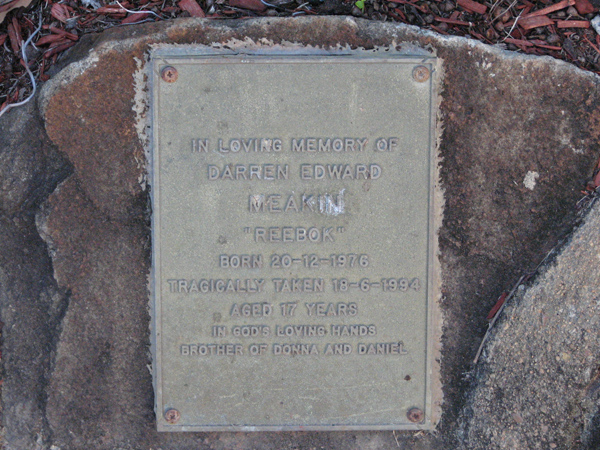 IN LOVING MEMORY OF
DARREN EDWARD
MEAKIN
"REEBOK"
BORN 20-12-1976
TRAGICALLY TAKEN 18-6-1994
AGED 17 YEARS
IN GOD'S LOVING HANDS
BROTHER OF DONNA AND DANIEL